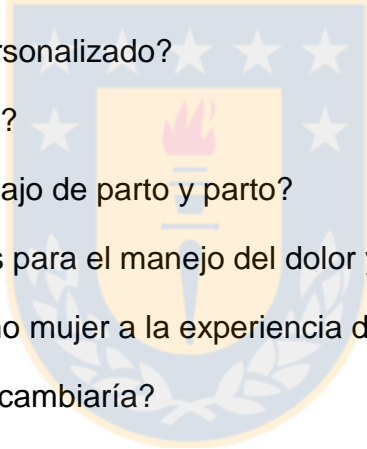 rsonalizado?
?
ajo de parto y parto?
s para el manejo del dolor y
no mujer a la experiencia d
cambiaría?